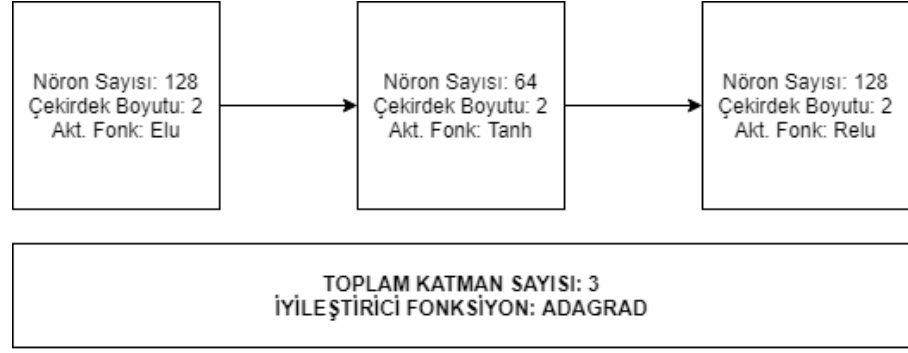 Nöron Sayısı: 128
Çekirdek Boyutu: 2
Akt. Fonk: Elu
Nöron Sayısı: 64
Çekirdek Boyutu: 2
Akt. Fonk: Tanh
Nöron Sayısı: 128
Çekirdek Boyutu: 2
Akt. Fonk: Relu
TOPLAM KATMAN SAYISI: 3
İYİLEŞTİRİCİ FONKSİYON: ADAGRAD